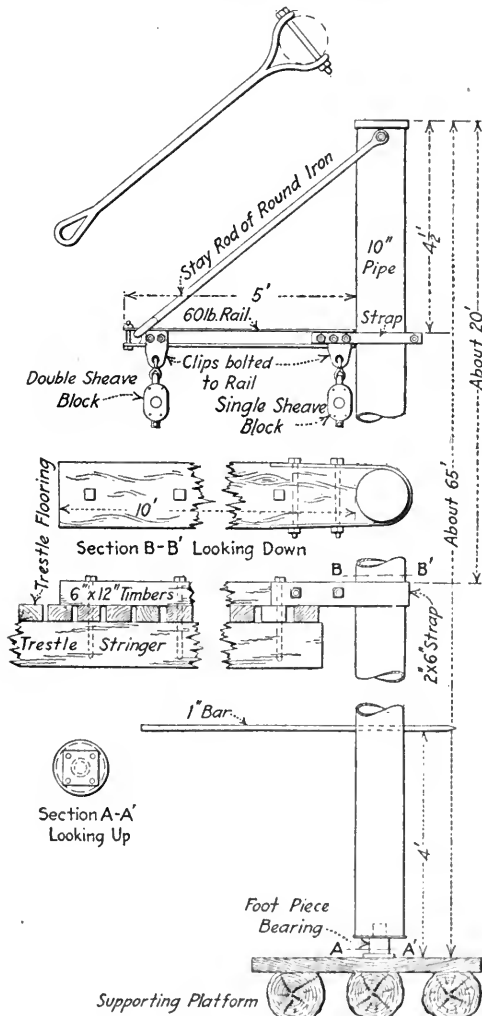 Stay Rod of Round Iron
10"
Pipe
4½'
5'
60lb. Rail.
Strap
Clips bolted
to Rail
Double Sheave
Block
Single Sheave
Block
About 20'
About 65'
Trestle Flooring
10'
Section B-B' Looking Down
B B'
6"x12" Timbers
Trestle Stringer
2"x6" Strap
1" Bar
Section A-A'
Looking Up
4'
Foot Piece
Bearing
A A'
Supporting Platform